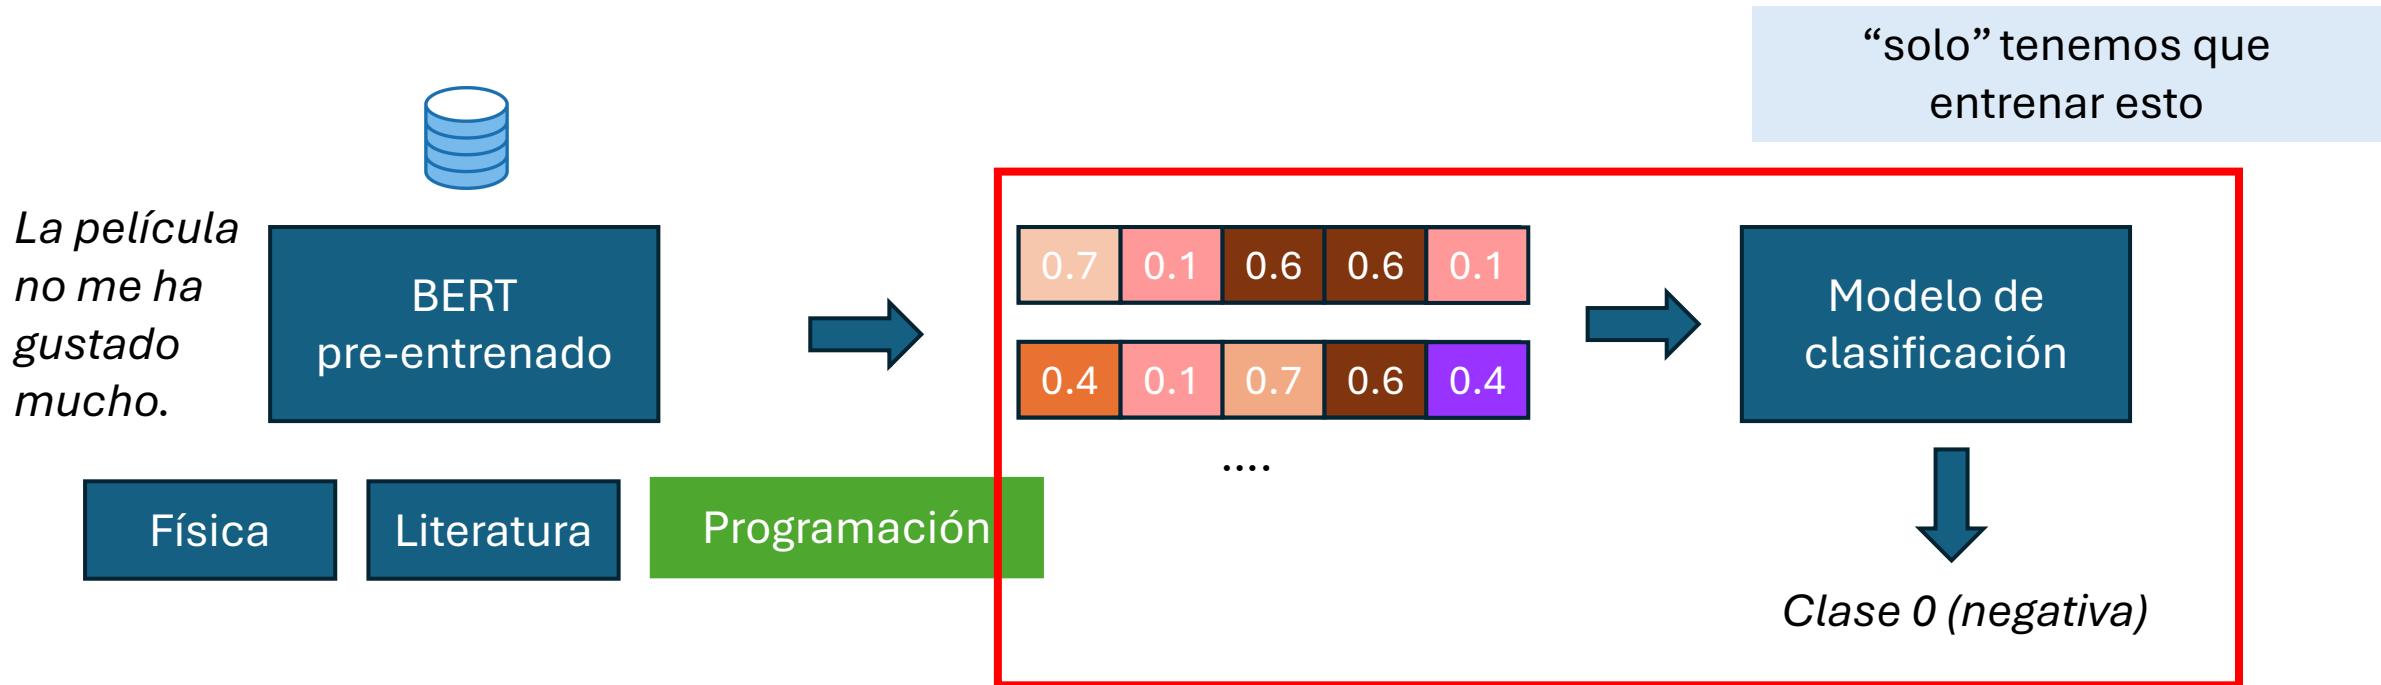 “solo” tenemos que
entrenar esto
La película
no me ha
gustado
mucho.
BERT
pre-entrenado
0.7 0.1 0.6 0.6 0.1
0.4 0.1 0.7 0.6 0.4
....
Modelo de
clasificación
Física
Literatura
Programación
Clase 0 (negativa)